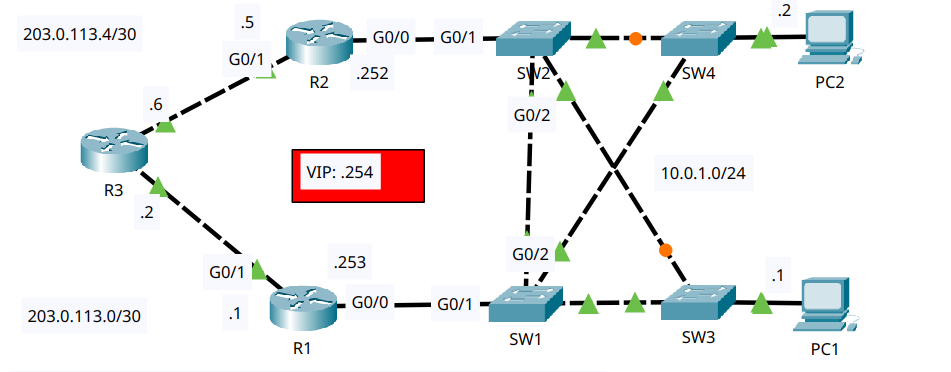 203.0.113.4/30
.5
G0/1
R2
G0/0
.252
G0/1
SW2
G0/2
SW4
.2
PC2
.6
R3
.2
VIP: .254
10.0.1.0/24
G0/1
.253
203.0.113.0/30
.1
R1
G0/0
G0/1
G0/2
SW1
SW3
.1
PC1